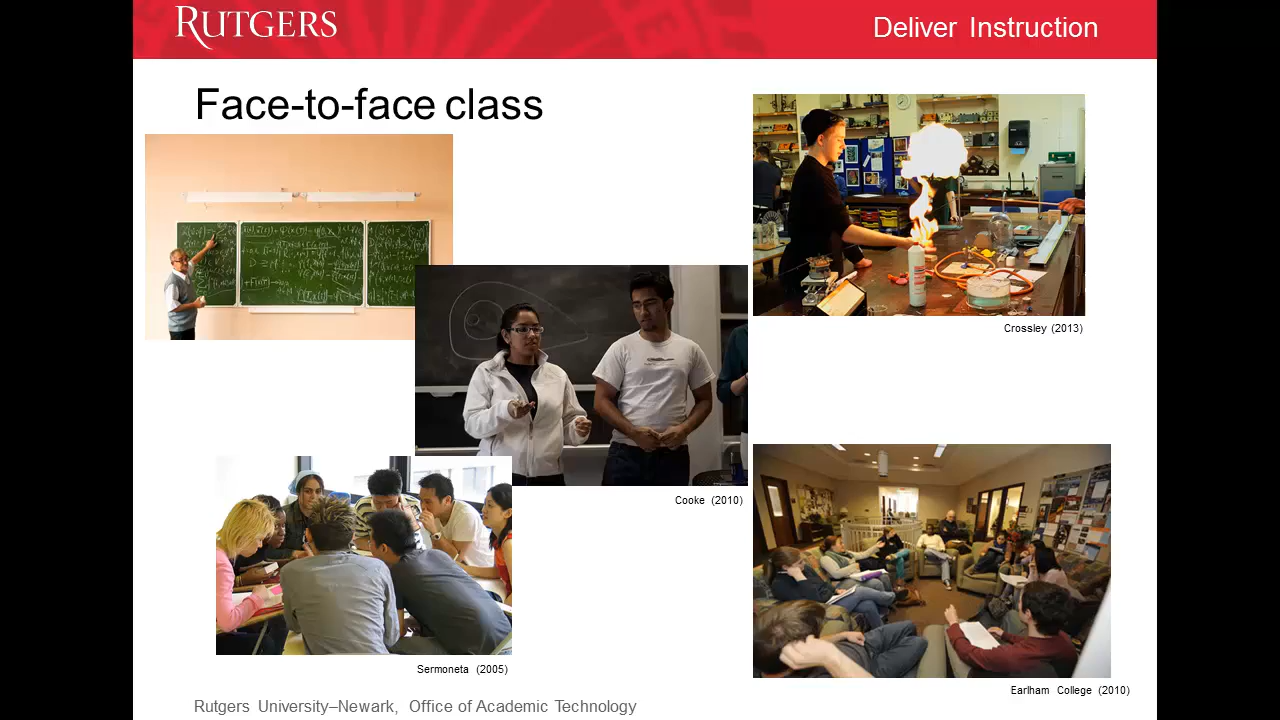 RUTGERS
Deliver Instruction
Face-to-face class
Crossley (2013)
Cooke (2010)
Sermoneta (2005)
Earlham College (2010)
Rutgers University–Newark, Office of Academic Technology